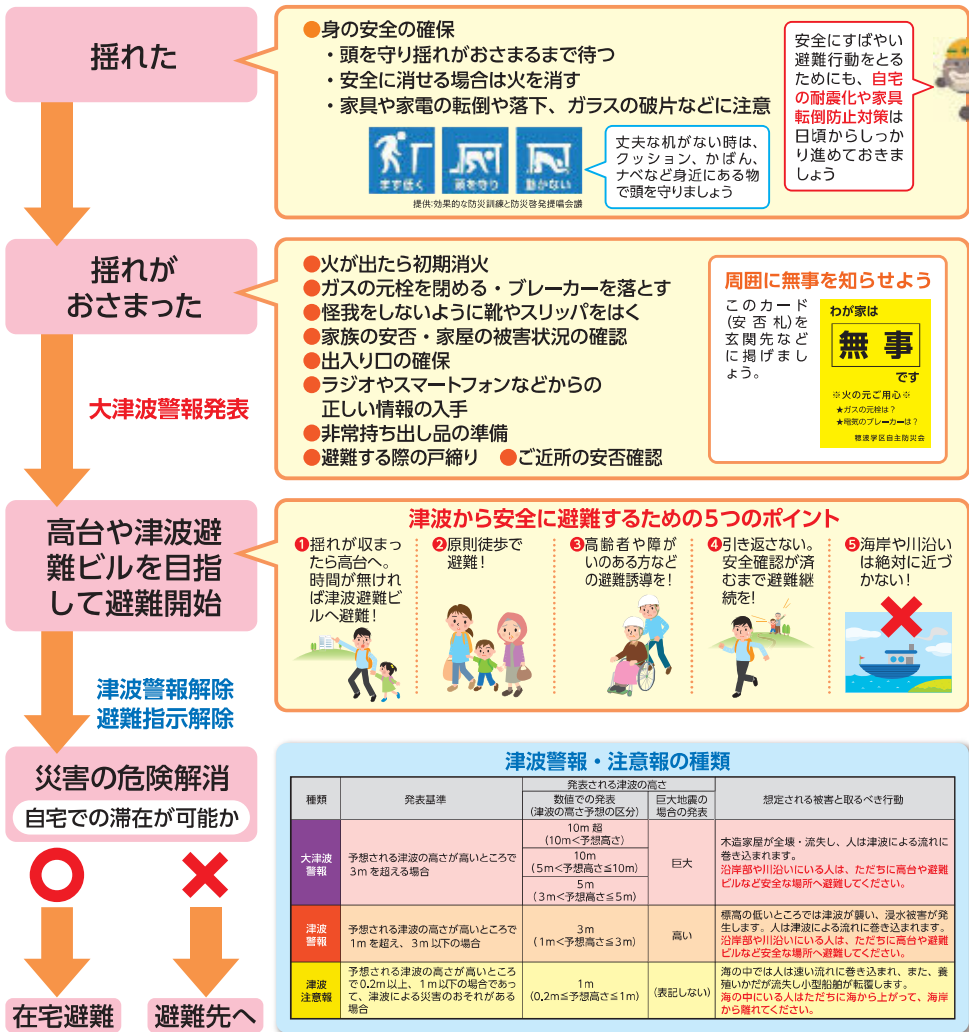 揺れた
●身の安全の確保
・頭を守り揺れがおさまるまで待つ
・安全に消せる場合は火を消す
・家具や家電の転倒や落下、ガラスの破片などに注意
まず低く
頭を守り
動かない
提供:効果的な防災訓練と防災啓発提唱会議
丈夫な机がない時は、
クッション、かばん、
ナベなど身近にある物
で頭を守りましょう
安全にすばやい
避難行動をとる
ためにも、自宅
の耐震化や家具
転倒防止対策は
日頃からしっか
り進めておきま
しょう
揺れが
おさまった
●火が出たら初期消火
●ガスの元栓を閉める・ブレーカーを落とす
●怪我をしないように靴やスリッパをはく
●家族の安否・家屋の被害状況の確認
●出入り口の確保
●ラジオやスマートフォンなどからの
正しい情報の入手
●非常持ち出し品の準備
●避難する際の戸締り ●ご近所の安否確認
周囲に無事を知らせよう
このカード
(安否札)を
玄関先など
に掲げまし
ょう。
わが家は
無事
です
※火の元ご用心※
★ガスの元栓は?
★電気のブレーカーは?
穂波学区自主防災会
大津波警報発表
高台や津波避
難ビルを目指
して避難開始
津波から安全に避難するための5つのポイント
❶揺れが収まっ
たら高台へ。
時間が無けれ
ば津波避難ビ
ルへ避難!
❷原則徒歩で
避難!
❸高齢者や障が
いのある方など
の避難誘導を!
❹引き返さない。
安全確認が済
むまで避難継
続を!
❺海岸や川沿い
は絶対に近づ
かない!
津波警報解除
避難指示解除
災害の危険解消
自宅での滞在が可能か
在宅避難
避難先へ
津波警報・注意報の種類
種類
発表基準
発表される津波の高さ
数値での発表
(津波の高さ予想の区分)
巨大地震の
場合の発表
想定される被害と取るべき行動
大津波
警報
予想される津波の高さが高いところで
3mを超える場合
10m超
(10m<予想高さ)
10m
(5m<予想高さ≦10m)
5m
(3m<予想高さ≦5m)
巨大
木造家屋が全壊・流失し、人は津波による流れに
巻き込まれます。
沿岸部や川沿いにいる人は、ただちに高台や避難
ビルなど安全な場所へ避難してください。
津波
警報
予想される津波の高さが高いところで
1mを超え、3m以下の場合
3m
(1m<予想高さ≦3m)
高い
標高の低いところでは津波が襲い、浸水被害が発
生します。人は津波による流れに巻き込まれます。
沿岸部や川沿いにいる人は、ただちに高台や避難
ビルなど安全な場所へ避難してください。
津波
注意報
予想される津波の高さが高いところ
で0.2m以上、1m以下の場合であっ
て、津波による災害のおそれがある
場合
1m
(0.2m≦予想高さ≦1m)
(表記しない)
海の中では人は速い流れに巻き込まれ、また、養
殖いかだが流失し小型船舶が転覆します。
海の中にいる人はただちに海から上がって、海岸
から離れてください。